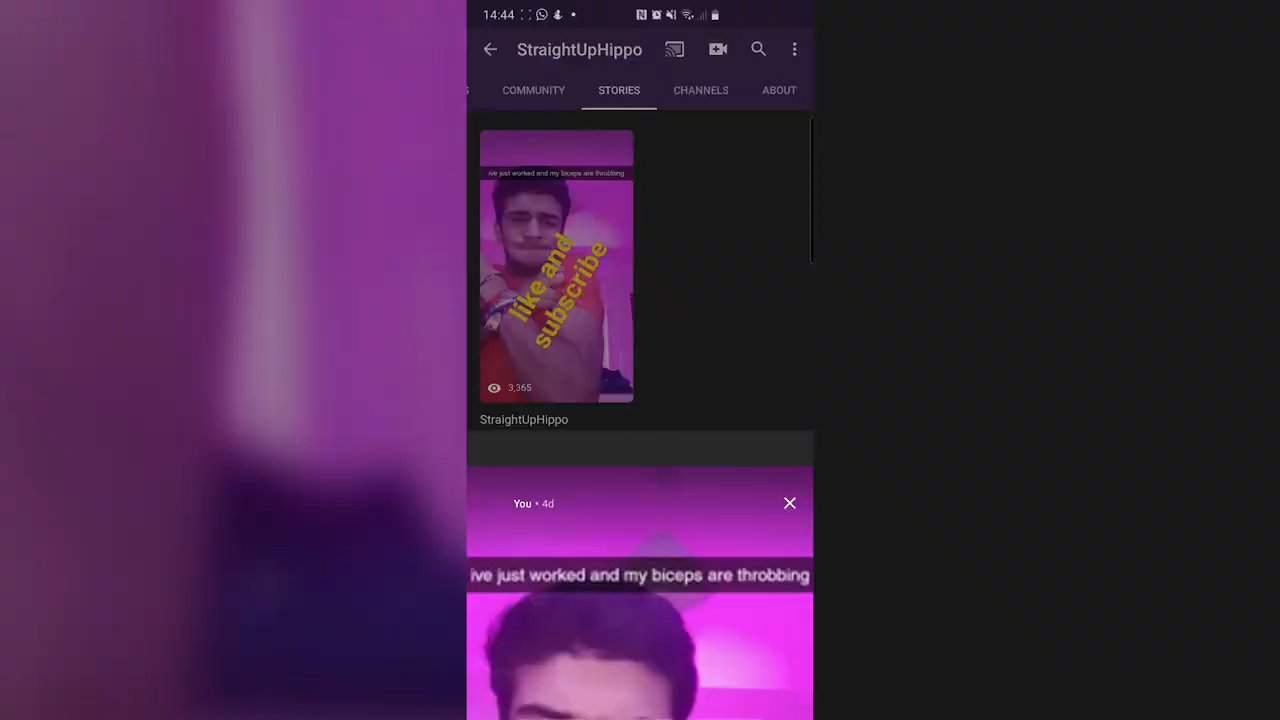 14:44
StraightUpHippo
COMMUNITY STORIES CHANNELS ABOUT
ive just worked and my biceps are throbbing
like and
subscribe
3,365
StraightUpHippo
You • 4d
ive just worked and my biceps are throbbing